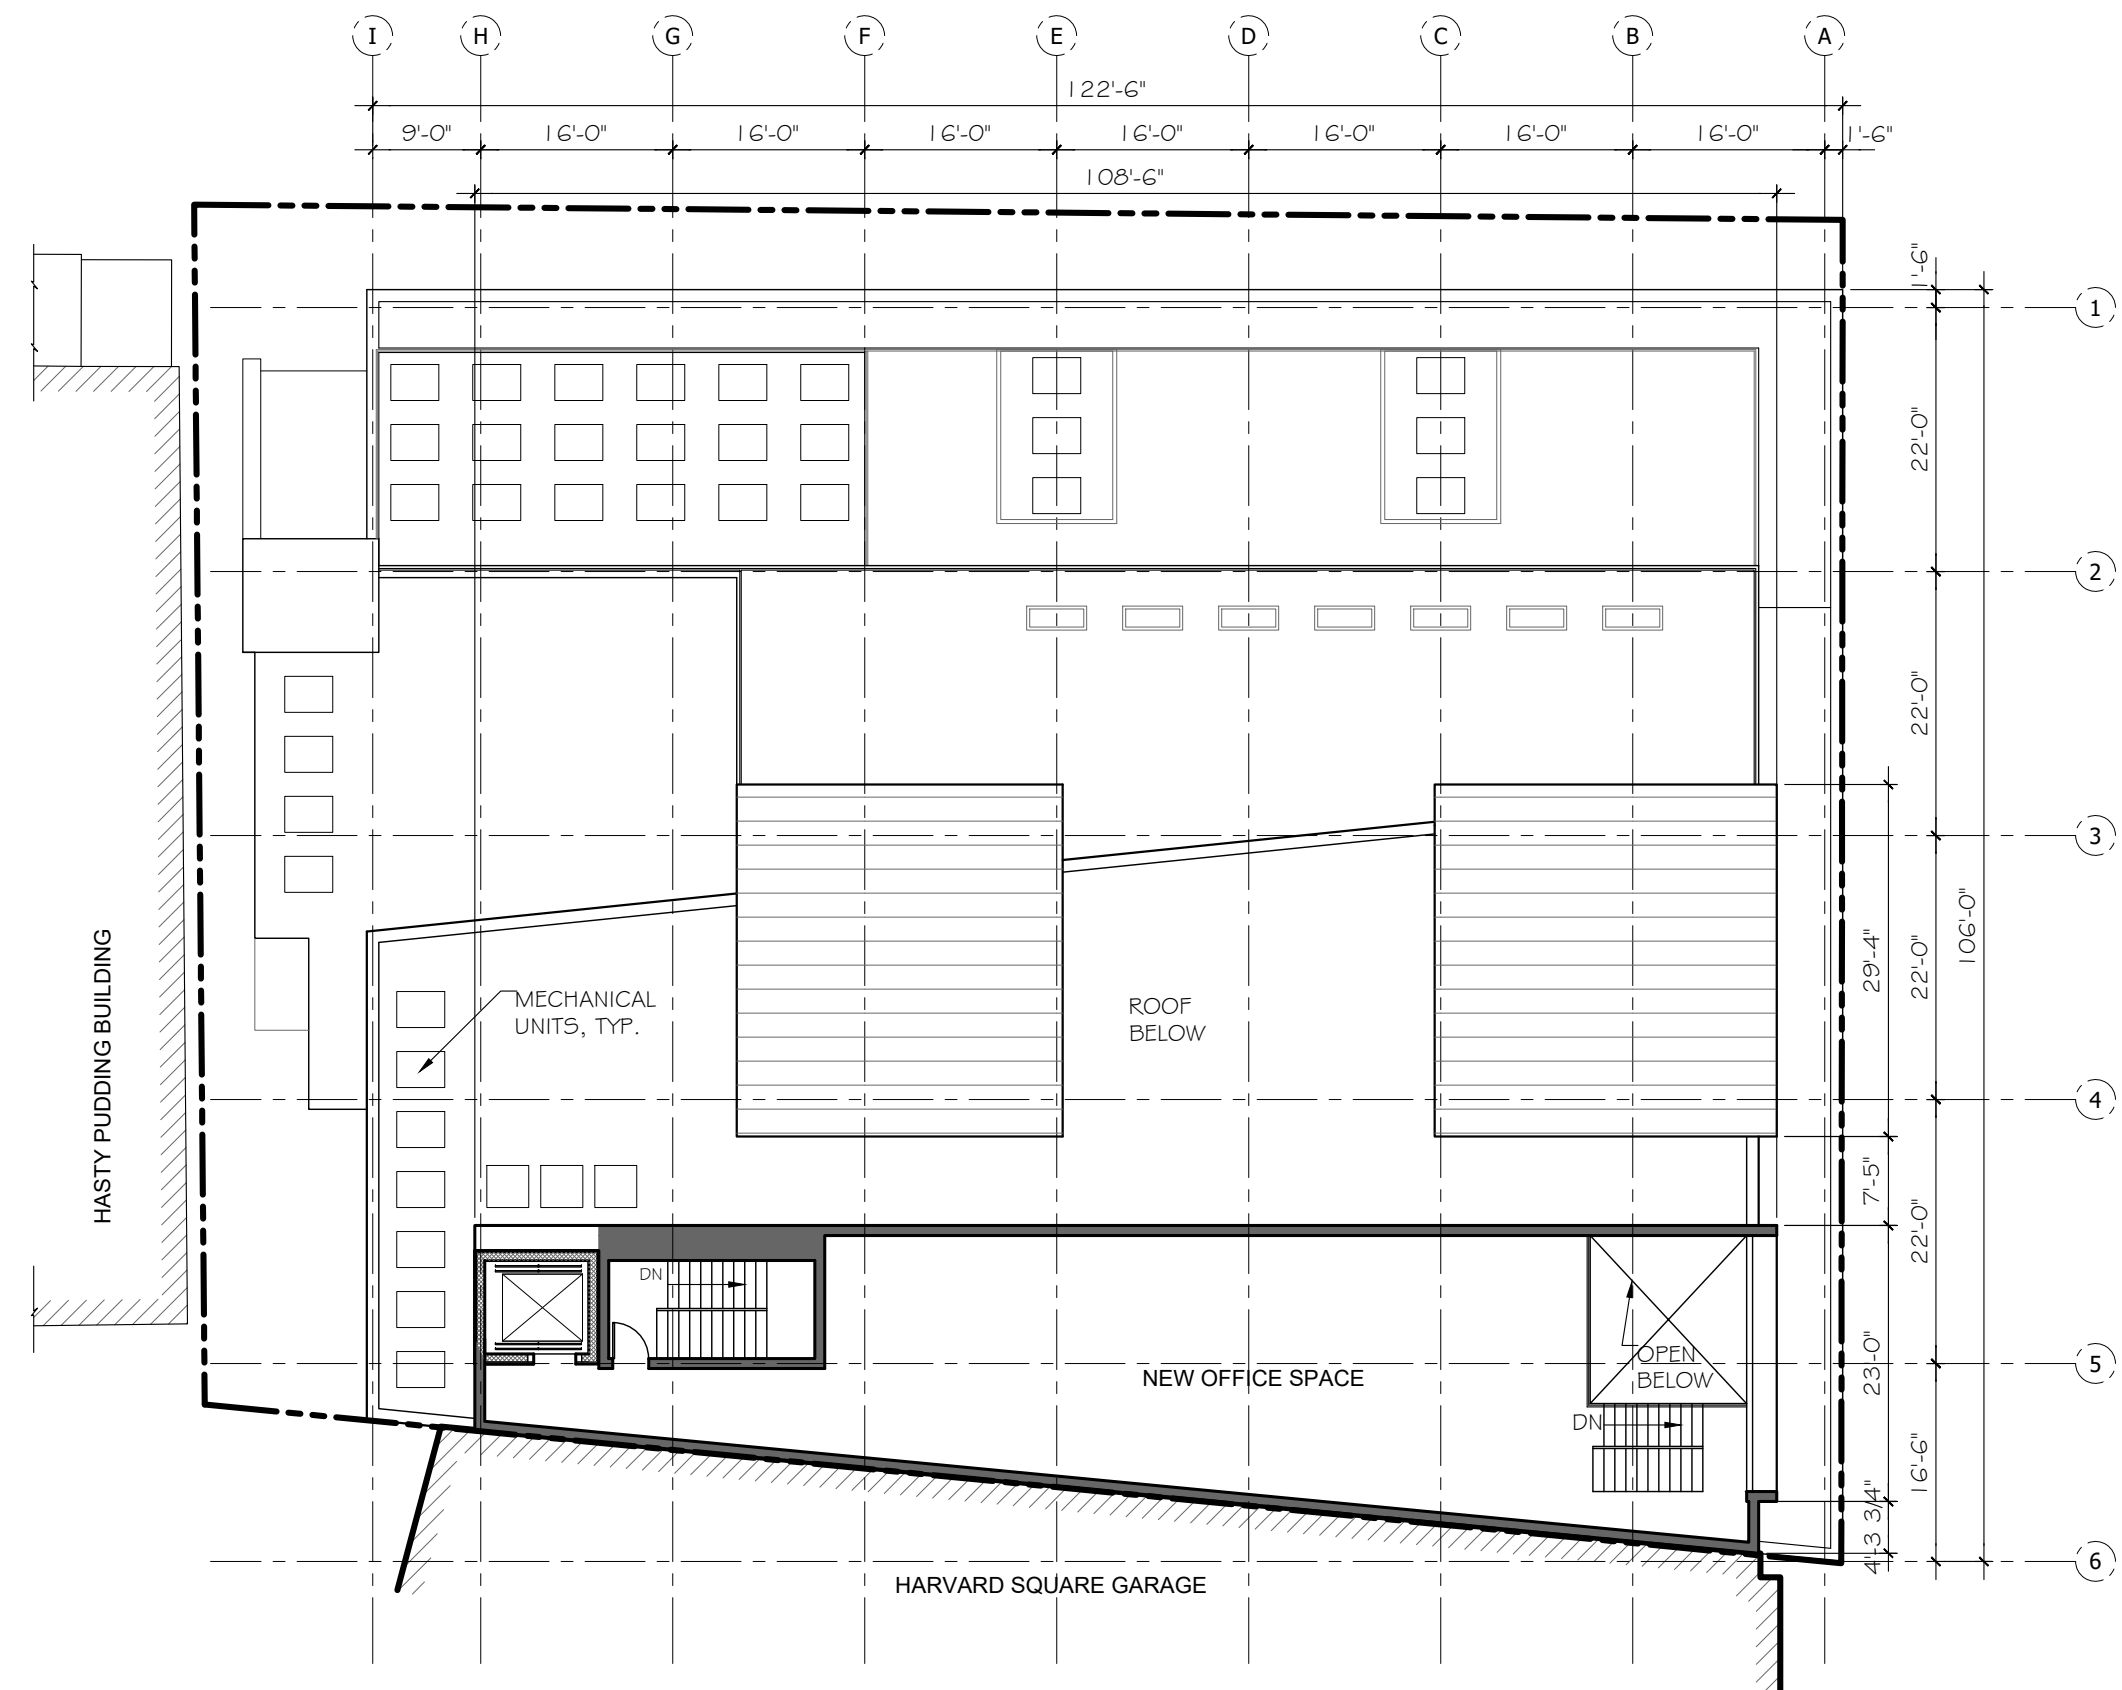 I H G F E D C B A
122'-6"
9'-0" 16'-0" 16'-0" 16'-0" 16'-0" 16'-0" 16'-0" 16'-0" 1'-6"
108'-6"
1'-6"
1
22'-0"
2
22'-0"
3
106'-0"
29'-4"
22'-0"
HASTY PUDDING BUILDING
MECHANICAL
UNITS, TYP.
ROOF
BELOW
4
7'-5"
22'-0"
DN
NEW OFFICE SPACE
OPEN
BELOW
23'-0"
5
DN
16'-6"
4'-3 3/4"
6
HARVARD SQUARE GARAGE